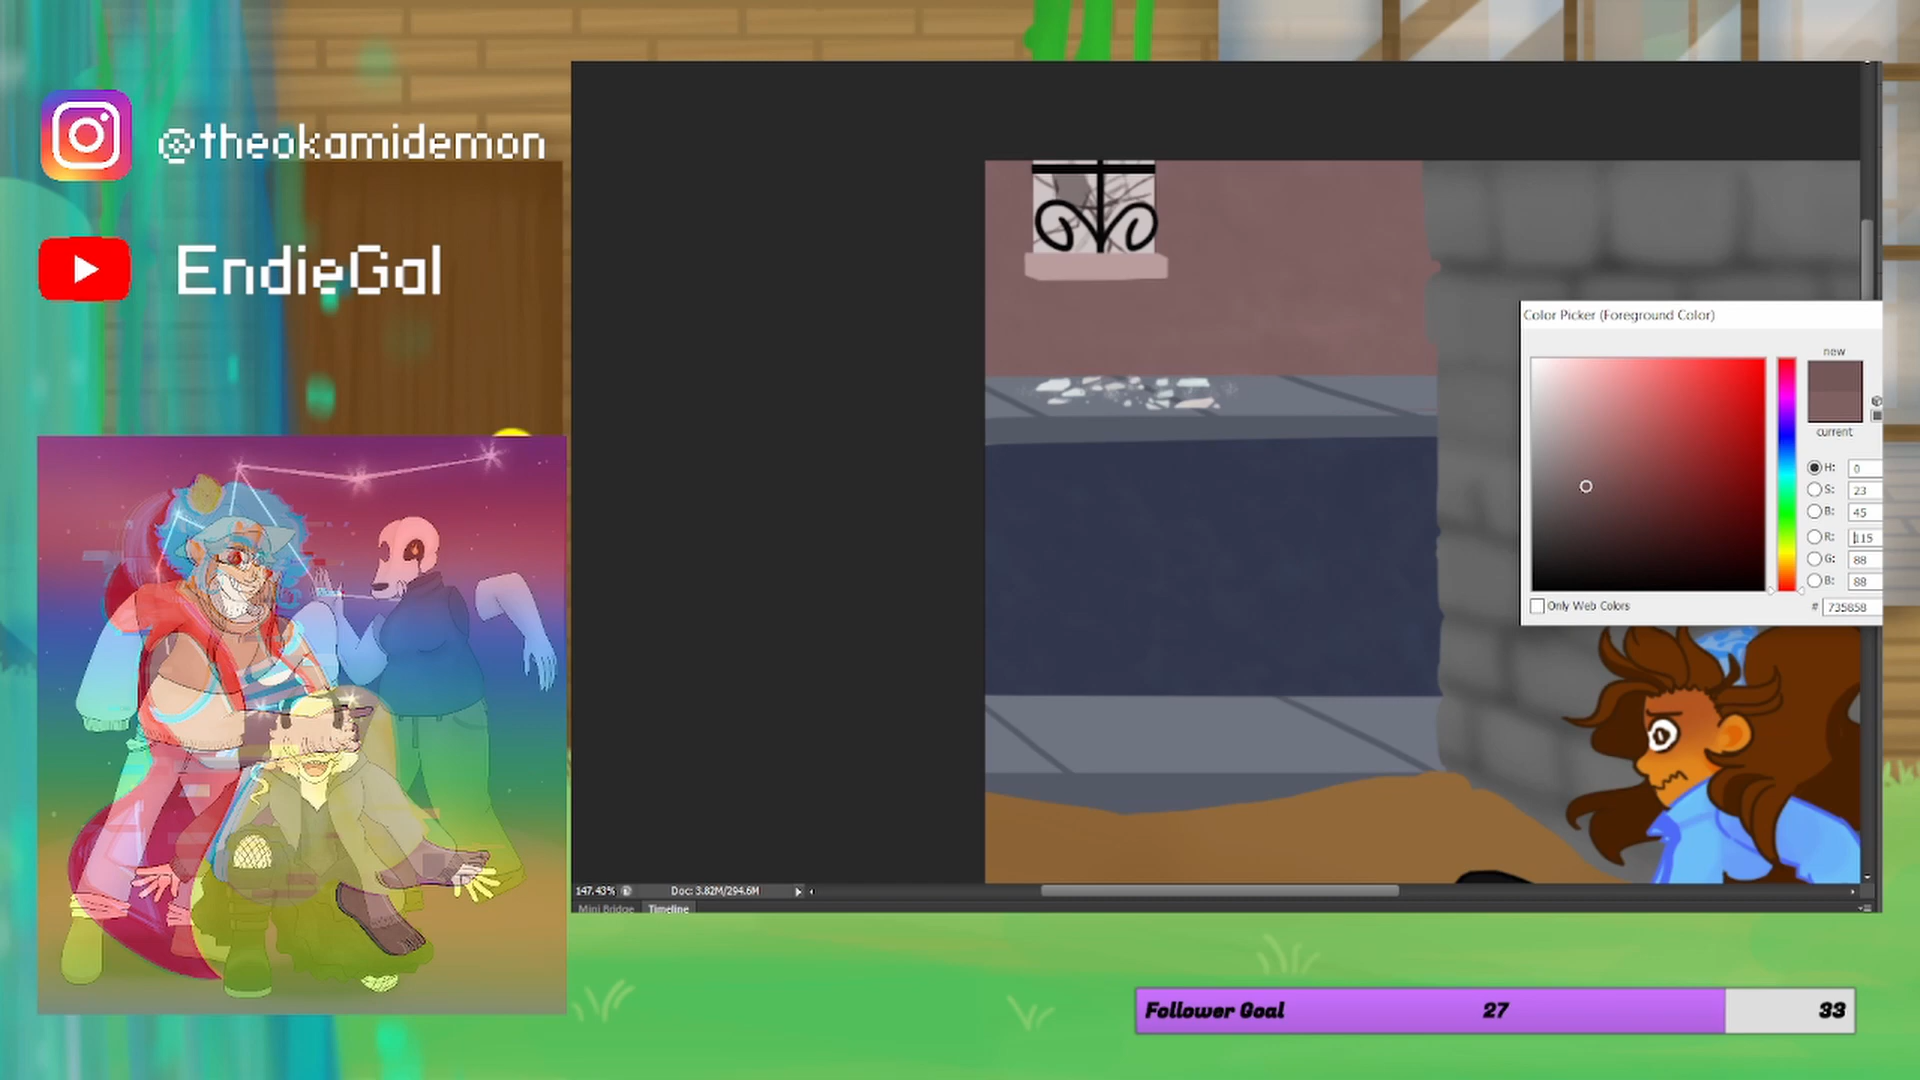 @theokamidemon
EndieGal
Color Picker (Foreground Color)
new
current
H: 0
S: 23
B: 45
R: 115
G: 88
B: 88
Only Web Colors
# 735858
147.43%
Doc: 3.82M/294.6M
Mini Bridge
Timeline
Follower Goal 27 33